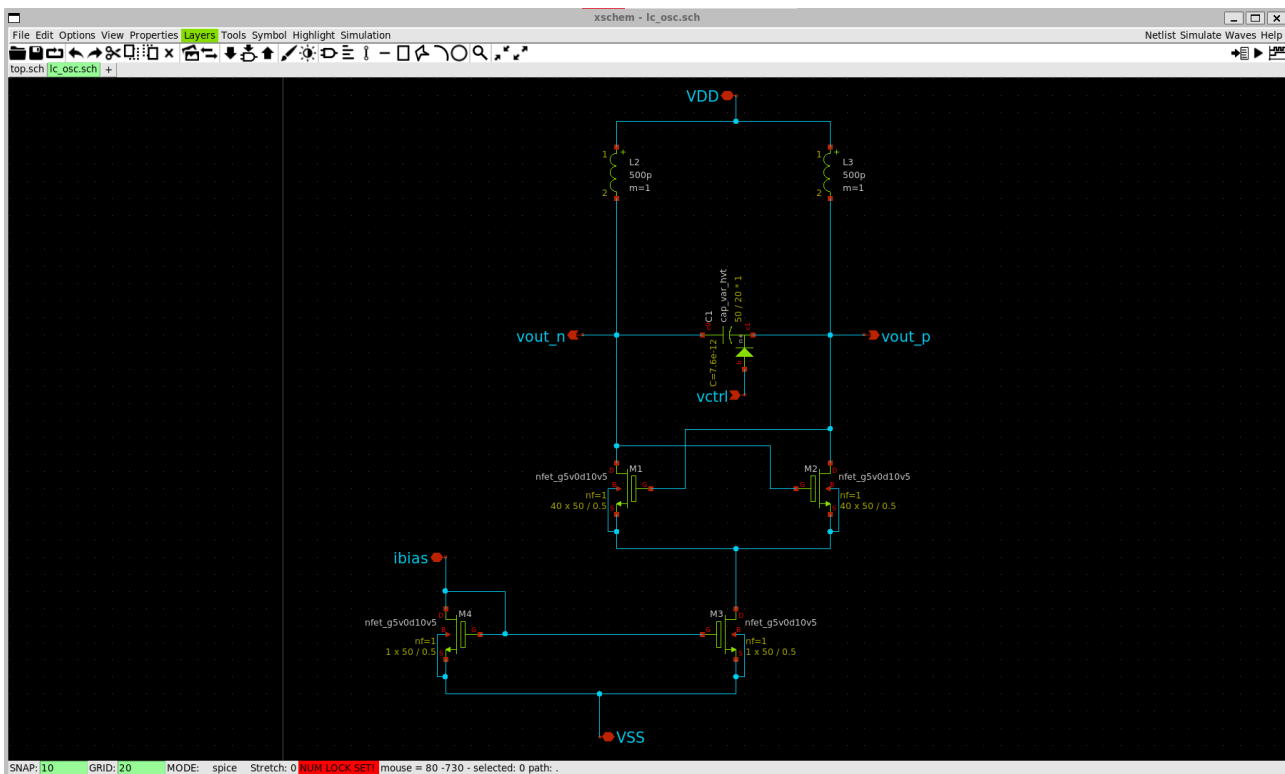 xschem - lc_osc.sch
File Edit Options View Properties Layers Tools Symbol Highlight Simulation Netlist Simulate Waves Help
top.sch lc_osc.sch +
VDD
1 + L2
500p
2 m=1
1 + L3
500p
2 m=1
C1
cap_var_hvt
50 / 20 * 1
C=7.6e-12
vout_n
vout_p
vctrl
M1
nfet_g5v0d10v5
nf=1
40 x 50 / 0.5
D
G
B
S
M2
nfet_g5v0d10v5
nf=1
40 x 50 / 0.5
D
G
B
S
ibias
M4
nfet_g5v0d10v5
nf=1
1 x 50 / 0.5
D
G
B
S
M3
nfet_g5v0d10v5
nf=1
1 x 50 / 0.5
D
G
B
S
VSS
SNAP: 10 GRID: 20 MODE: spice Stretch: 0 NUM LOCK SET! mouse = 80 -730 - selected: 0 path: .